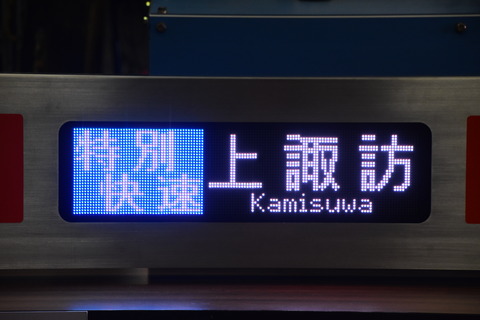 特別
快速
上諏訪
Kamisuwa